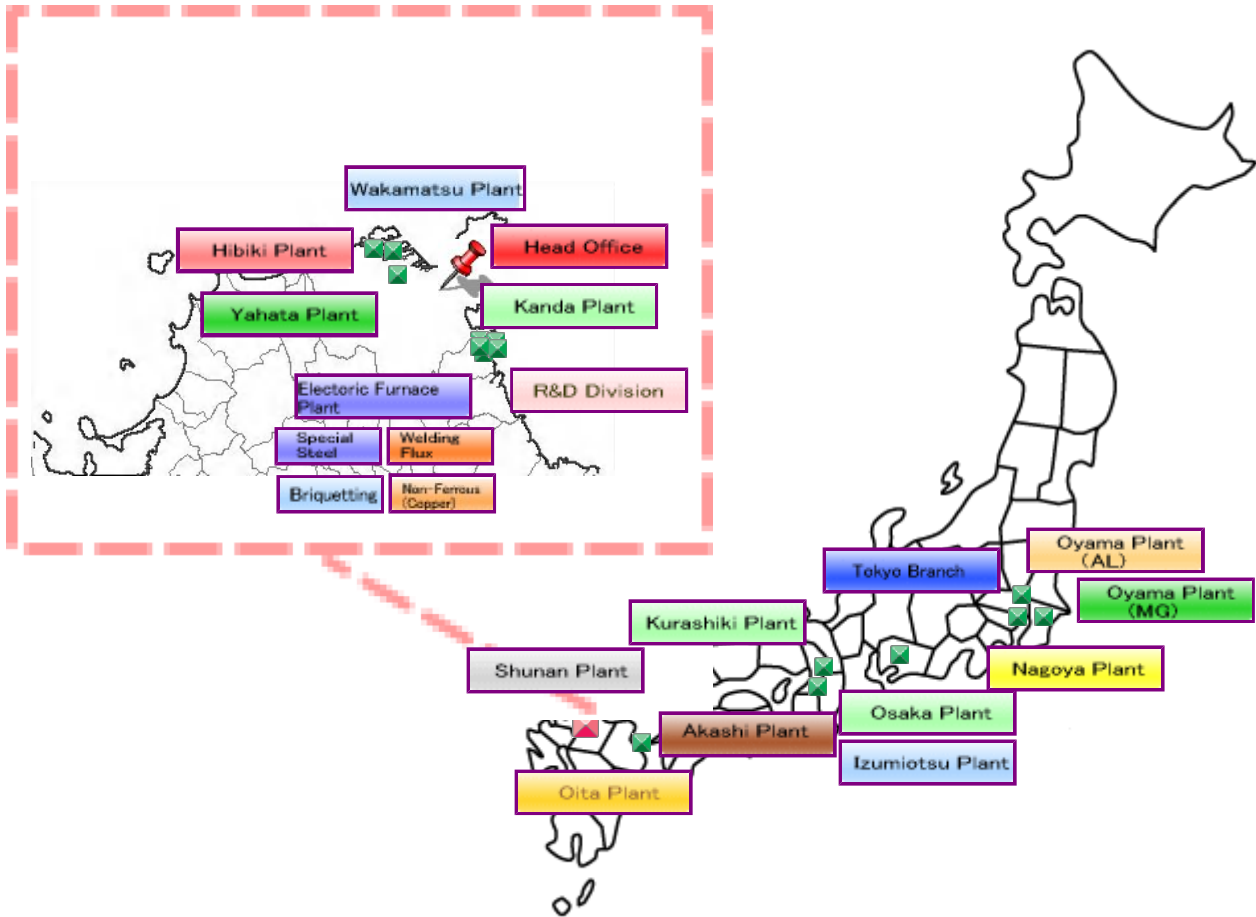 Wakamatsu Plant
Hibiki Plant
Head Office
Yahata Plant
Kanda Plant
Electoric Furnace
Plant
R&D Division
Special
Steel
Welding
Flux
Briquetting
Non-Ferrous
(Copper)
Oyama Plant
(AL)
Tokyo Branch
Oyama Plant
(MG)
Kurashiki Plant
Shunan Plant
Nagoya Plant
Osaka Plant
Akashi Plant
Izumiotsu Plant
Oita Plant